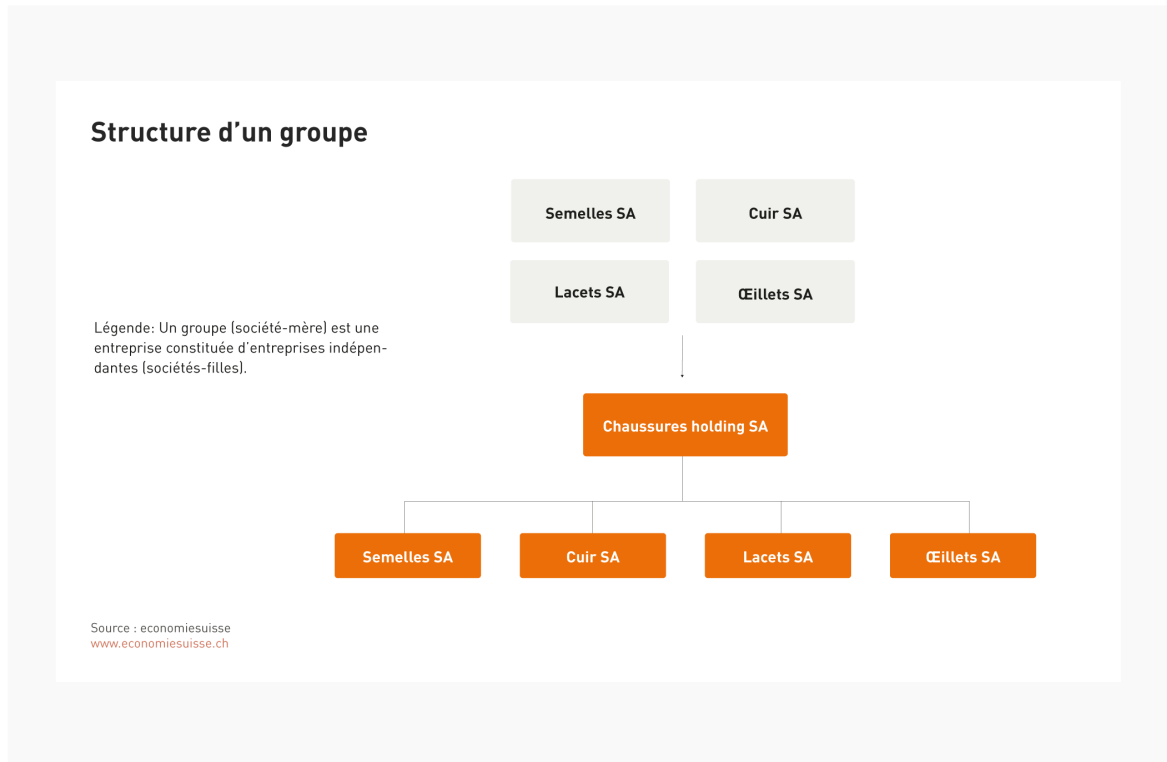 Structure d’un groupe
Semelles SA
Cuir SA
Lacets SA
Œillets SA
Légende: Un groupe (société-mère) est une
entreprise constituée d’entreprises indépen-
dantes (sociétés-filles).
Chaussures holding SA
Semelles SA
Cuir SA
Lacets SA
Œillets SA
Source : economiesuisse
www.economiesuisse.ch